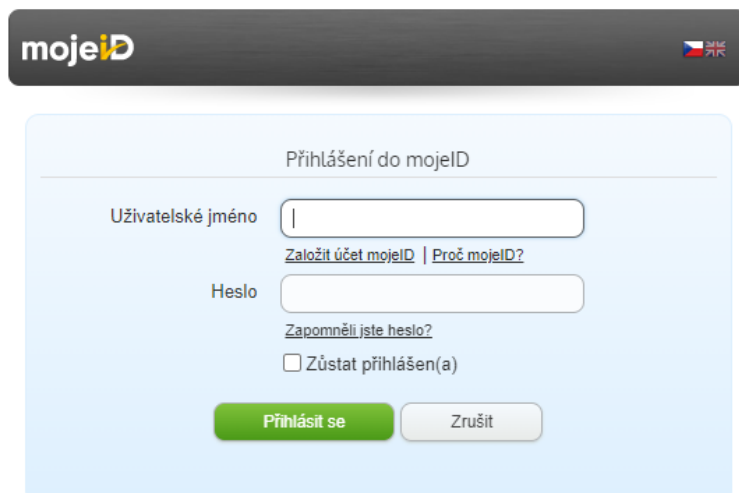 mojeiD
Přihlášení do mojeID
Uživatelské jméno
Založit účet mojeID | Proč mojeID?
Heslo
Zapomněli jste heslo?
Zůstat přihlášen(a)
Přihlásit se Zrušit